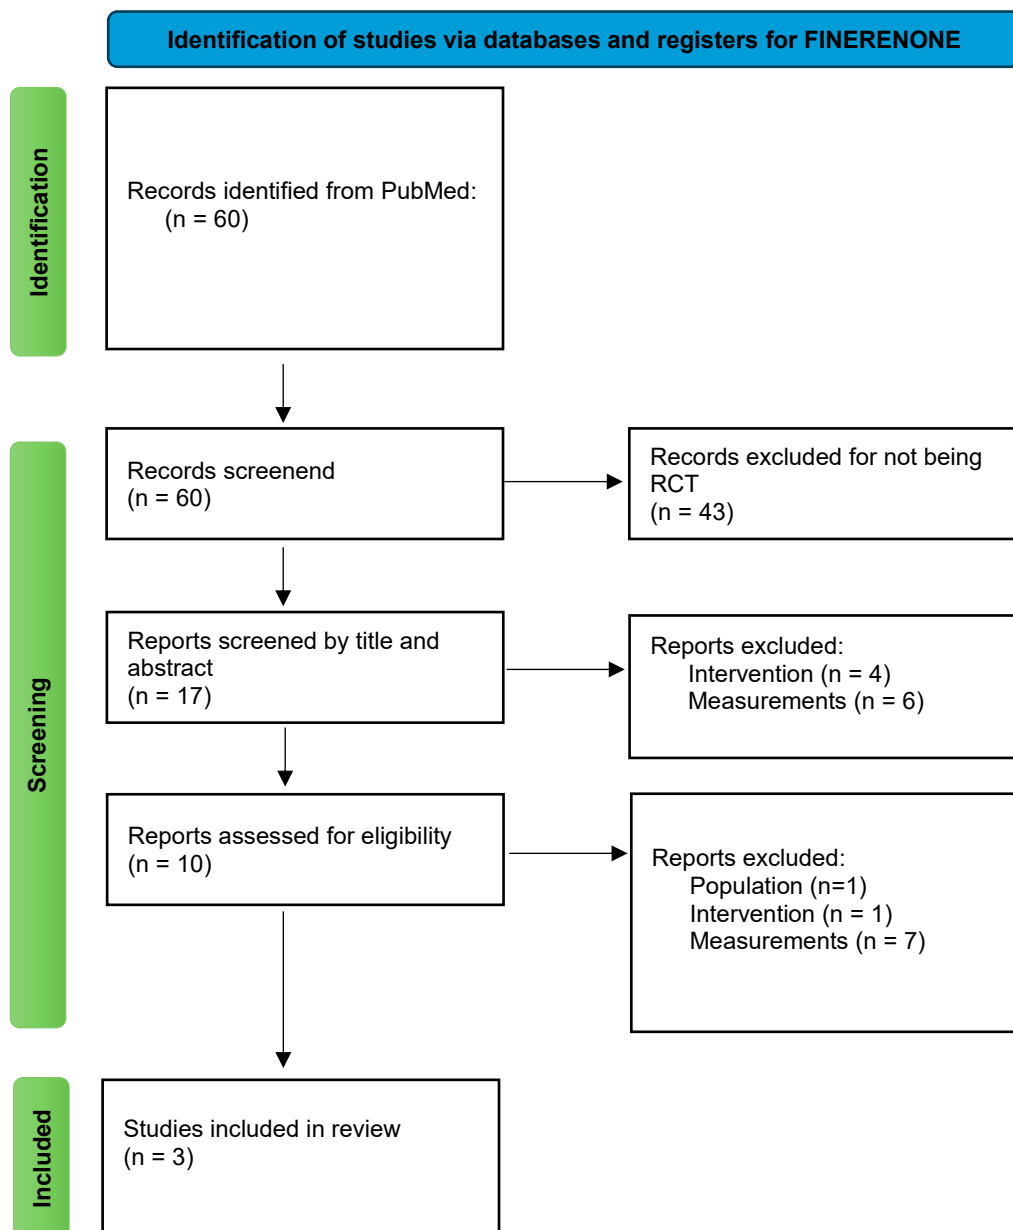 Identification of studies via databases and registers for FINERENONE
Identification
Records identified from PubMed:
(n = 60)
Screening
Records screenend
(n = 60)
Records excluded for not being
RCT
(n = 43)
Reports screened by title and
abstract
(n = 17)
Reports excluded:
Intervention (n = 4)
Measurements (n = 6)
Reports assessed for eligibility
(n = 10)
Reports excluded:
Population (n=1)
Intervention (n = 1)
Measurements (n = 7)
Included
Studies included in review
(n = 3)